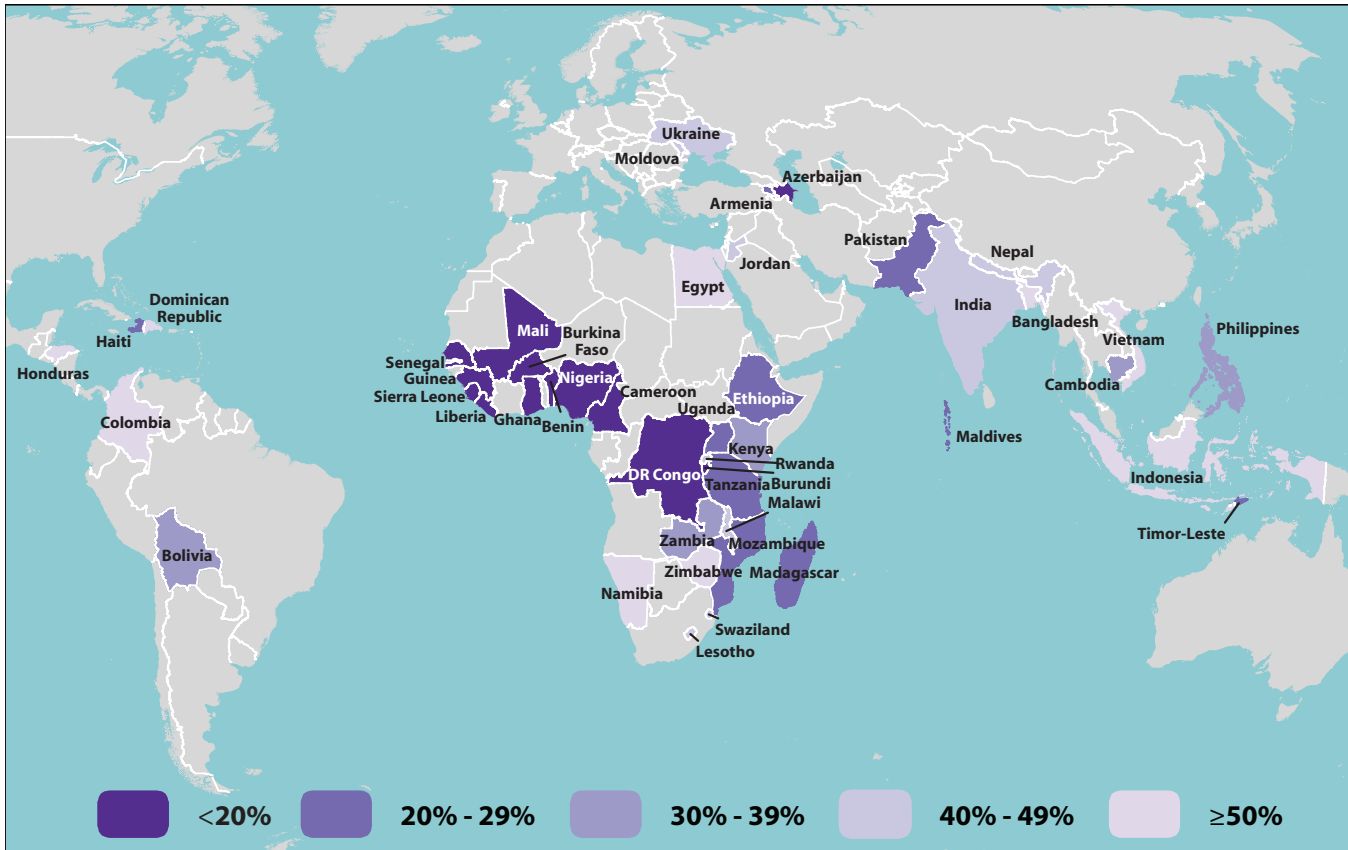 Ukraine
Moldova
Azerbaijan
Armenia
Pakistan
Nepal
Jordan
Egypt
India
Dominican
Republic
Haiti
Honduras
Colombia
Mali
Burkina
Faso
Bangladesh
Vietnam
Philippines
Senegal
Guinea
Sierra Leone
Liberia
Ghana
Benin
Nigeria
Cameroon
Uganda
Ethiopia
Cambodia
Maldives
Kenya
Rwanda
DR Congo
Tanzania
Burundi
Malawi
Indonesia
Timor-Leste
Bolivia
Zambia
Mozambique
Zimbabwe
Madagascar
Namibia
Swaziland
Lesotho
<20%
20% - 29%
30% - 39%
40% - 49%
≥50%